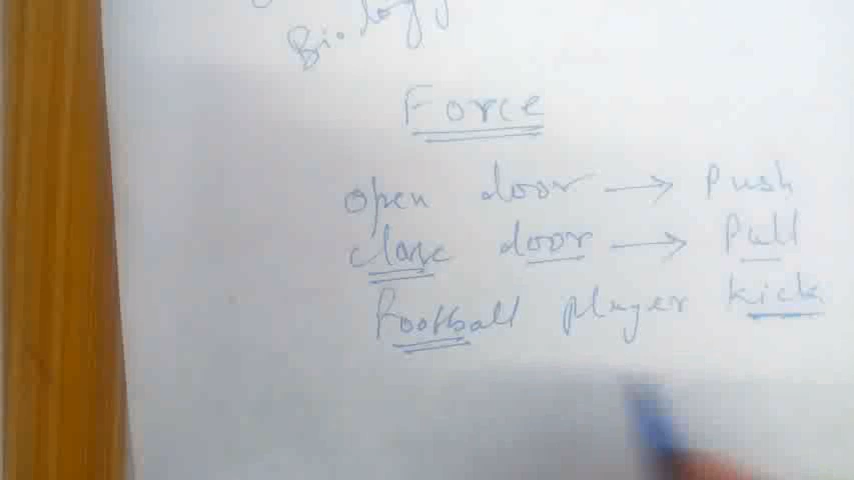 Biology
Force
open door → Push
close door → Pull
Football player kick